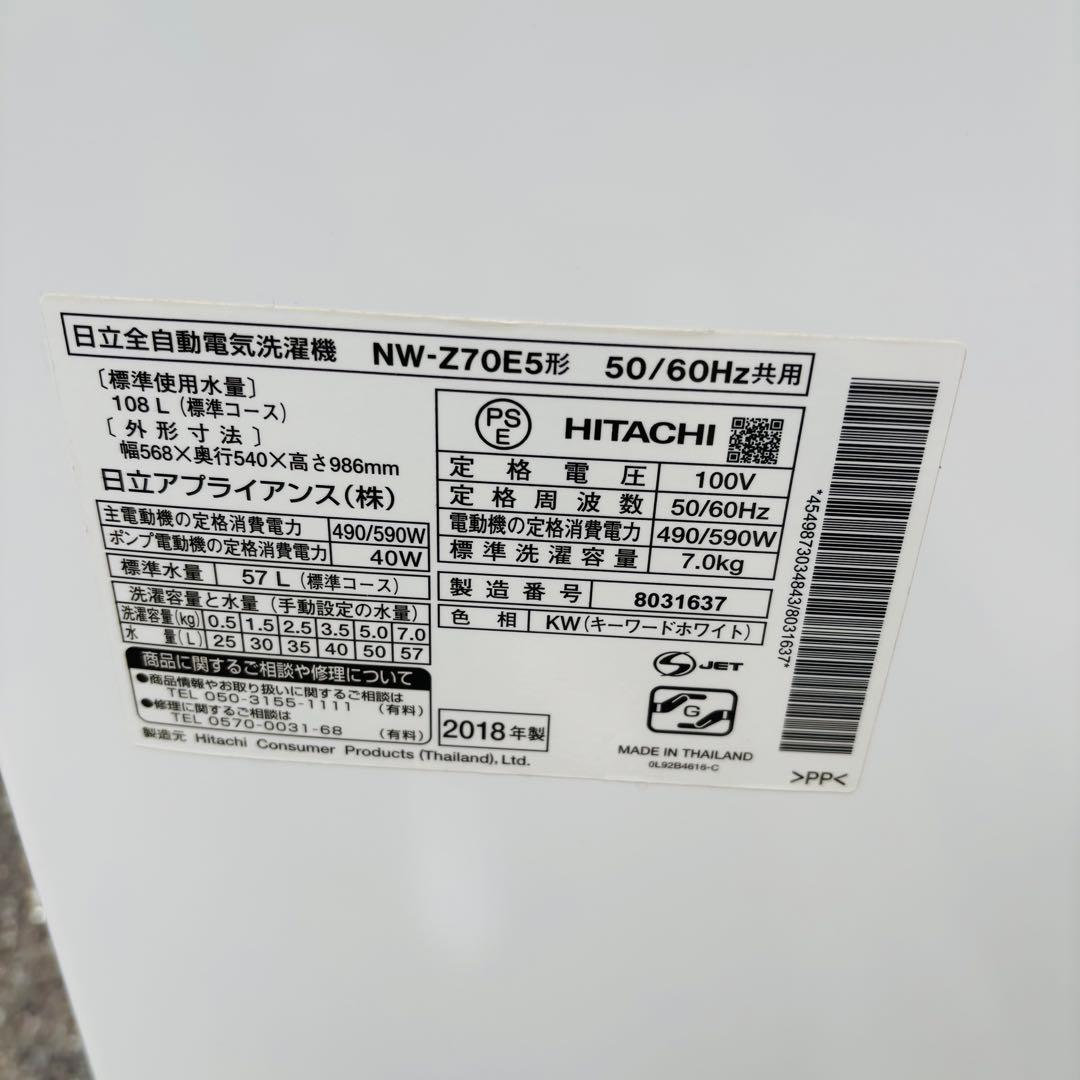 日立全自動電気洗濯機 NW-Z70E5形 50/60Hz共用
〔標準使用水量〕
108 L（標準コース）
〔外形寸法〕
幅568×奥行540×高さ986mm
日立アプライアンス（株）
主電動機の定格消費電力 490/590W
ポンプ電動機の定格消費電力 40W
標準水量 57 L（標準コース）
洗濯容量と水量（手動設定の水量）
洗濯容量(kg) 0.5 1.5 2.5 3.5 5.0 7.0
水量(L) 25 30 35 40 50 57
商品に関するご相談や修理について
●商品情報やお取り扱いに関するご相談は
TEL 050-3155-1111 （有料）
●修理に関するご相談は
TEL 0570-0031-68 （有料）
製造元 Hitachi Consumer Products (Thailand), Ltd.
PSE HITACHI
定格電圧 100V
定格周波数 50/60Hz
電動機の定格消費電力 490/590W
標準洗濯容量 7.0kg
製造番号 8031637
色相 KW（キーワードホワイト）
S JET
G
2018年製
MADE IN THAILAND
0L92B4616-C
*4549873034843/8031637*
>PP<